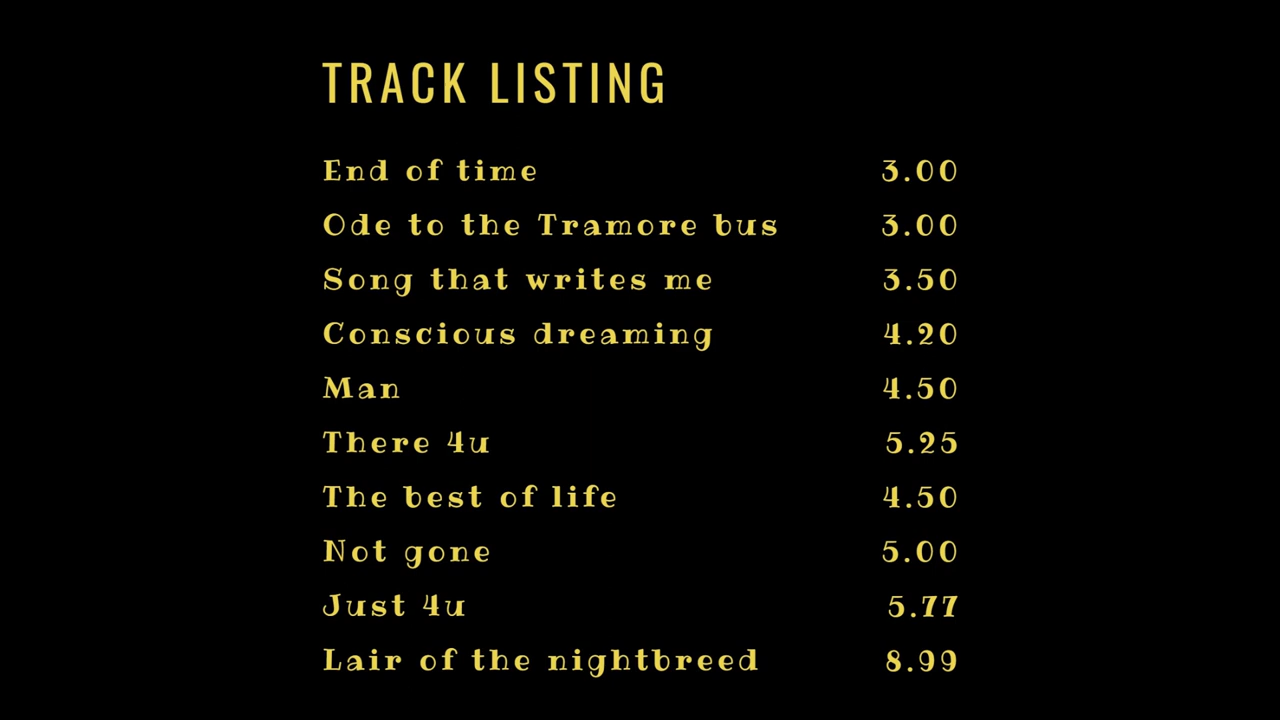 TRACK LISTING
End of time 3.00
Ode to the Tramore bus 3.00
Song that writes me 3.50
Conscious dreaming 4.20
Man 4.50
There 4u 5.25
The best of life 4.50
Not gone 5.00
Just 4u 5.77
Lair of the nightbreed 8.99